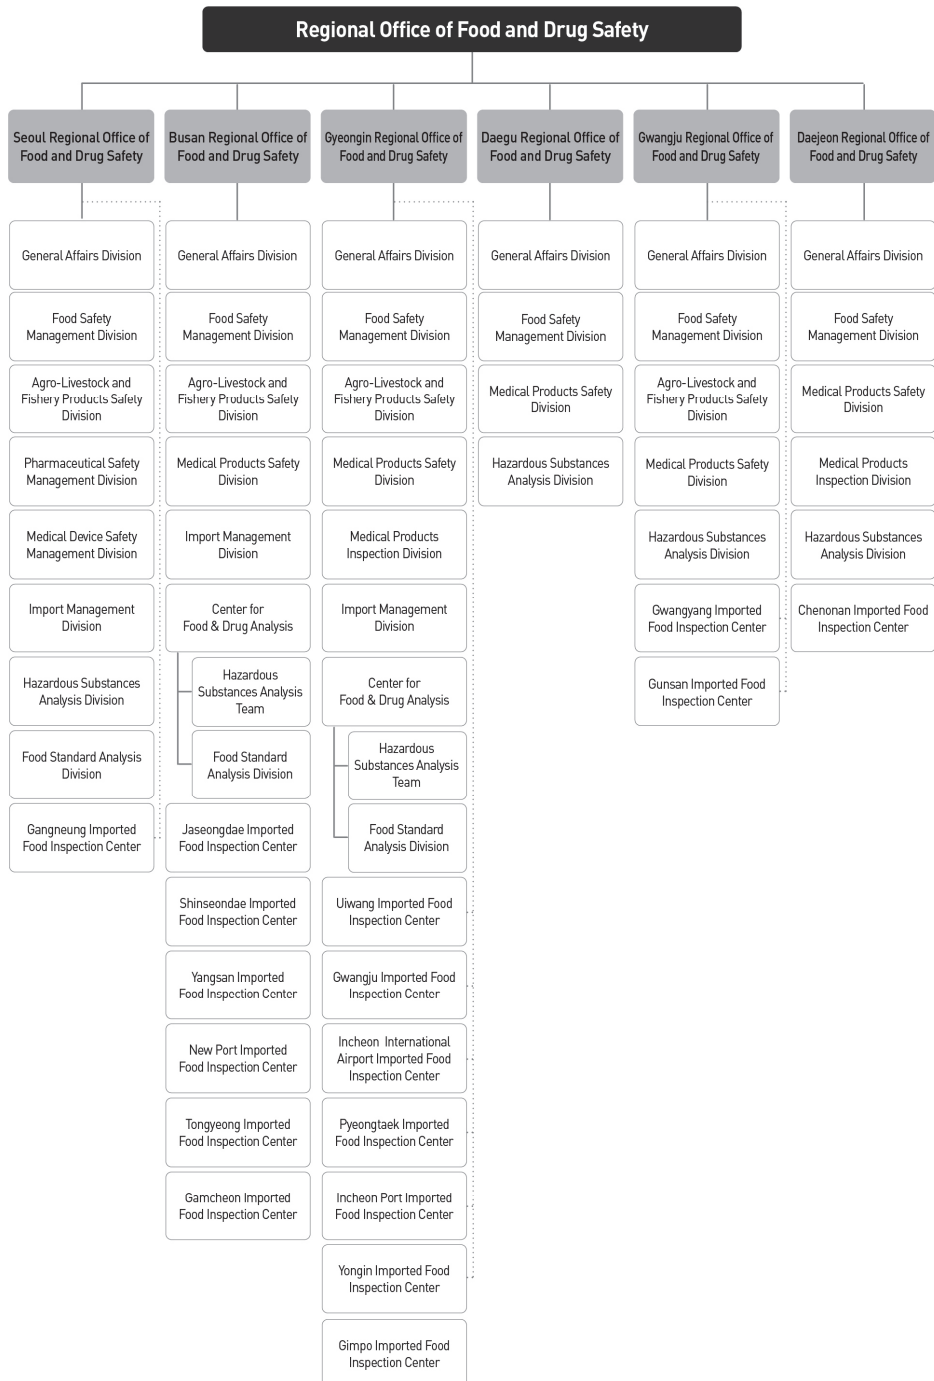 Regional Office of Food and Drug Safety
Seoul Regional Office of
Food and Drug Safety
General Affairs Division
Food Safety
Management Division
Agro-Livestock and
Fishery Products Safety
Division
Pharmaceutical Safety
Management Division
Medical Device Safety
Management Division
Import Management
Division
Hazardous Substances
Analysis Division
Food Standard Analysis
Division
Gangneung Imported
Food Inspection Center
Busan Regional Office of
Food and Drug Safety
General Affairs Division
Food Safety
Management Division
Agro-Livestock and
Fishery Products Safety
Division
Medical Products Safety
Division
Import Management
Division
Center for
Food & Drug Analysis
Hazardous
Substances Analysis
Team
Food Standard
Analysis Division
Jaseongdae Imported
Food Inspection Center
Shinseondae Imported
Food Inspection Center
Yangsan Imported
Food Inspection Center
New Port Imported
Food Inspection Center
Tongyeong Imported
Food Inspection Center
Gamcheon Imported
Food Inspection Center
Gyeongin Regional Office of
Food and Drug Safety
General Affairs Division
Food Safety
Management Division
Agro-Livestock and
Fishery Products Safety
Division
Medical Products Safety
Division
Medical Products
Inspection Division
Import Management
Division
Center for
Food & Drug Analysis
Hazardous
Substances Analysis
Team
Food Standard
Analysis Division
Uiwang Imported Food
Inspection Center
Gwangju Imported Food
Inspection Center
Incheon International
Airport Imported Food
Inspection Center
Pyeongtaek Imported
Food Inspection Center
Incheon Port Imported
Food Inspection Center
Yongin Imported Food
Inspection Center
Gimpo Imported Food
Inspection Center
Daegu Regional Office of
Food and Drug Safety
General Affairs Division
Food Safety
Management Division
Medical Products Safety
Division
Hazardous Substances
Analysis Division
Gwangju Regional Office of
Food and Drug Safety
General Affairs Division
Food Safety
Management Division
Agro-Livestock and
Fishery Products Safety
Division
Medical Products Safety
Division
Hazardous Substances
Analysis Division
Gwangyang Imported
Food Inspection Center
Gunsan Imported Food
Inspection Center
Daejeon Regional Office of
Food and Drug Safety
General Affairs Division
Food Safety
Management Division
Medical Products Safety
Division
Medical Products
Inspection Division
Hazardous Substances
Analysis Division
Chenonan Imported Food
Inspection Center